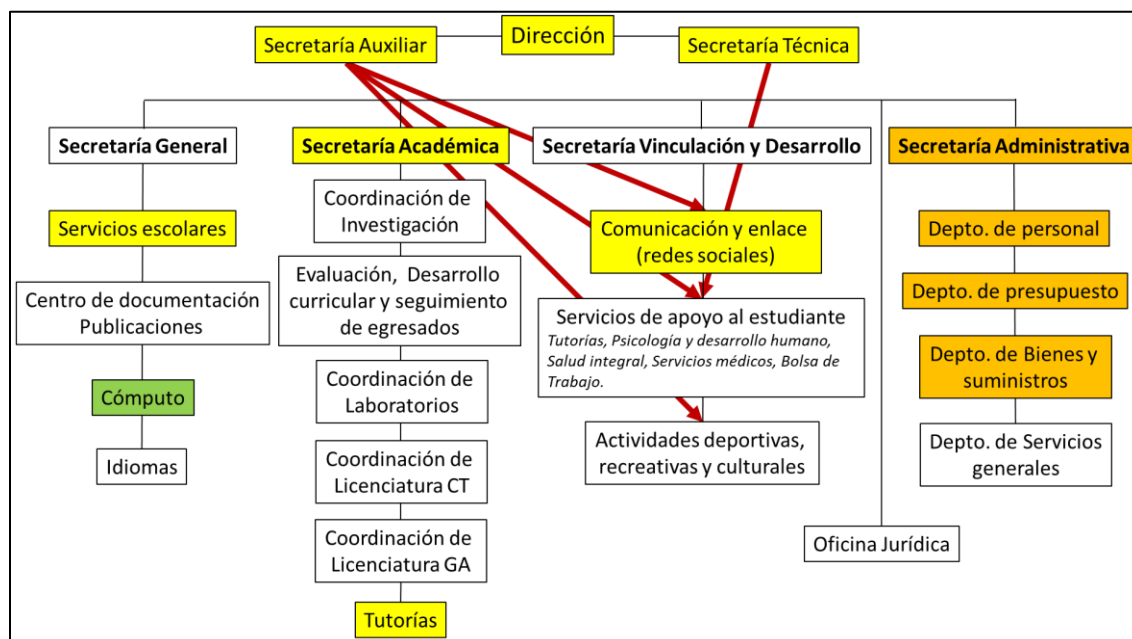 Dirección
Secretaría Auxiliar
Secretaría Técnica
Secretaría General
Servicios escolares
Centro de documentación
Publicaciones
Cómputo
Idiomas
Secretaría Académica
Coordinación de
Investigación
Evaluación, Desarrollo
curricular y seguimiento
de egresados
Coordinación de
Laboratorios
Coordinación de
Licenciatura CT
Coordinación de
Licenciatura GA
Tutorías
Secretaría Vinculación y Desarrollo
Comunicación y enlace
(redes sociales)
Servicios de apoyo al estudiante
Tutorías, Psicología y desarrollo humano,
Salud integral, Servicios médicos, Bolsa de
Trabajo.
Actividades deportivas,
recreativas y culturales
Oficina Jurídica
Secretaría Administrativa
Depto. de personal
Depto. de presupuesto
Depto. de Bienes y
suministros
Depto. de Servicios
generales